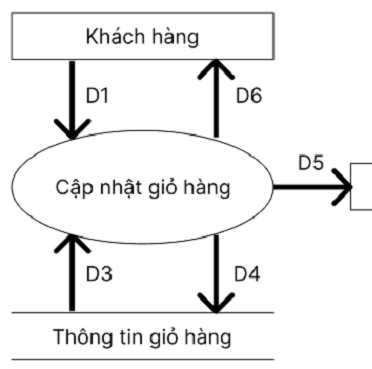 Khách hàng
D1
D6
D5
Cập nhật giỏ hàng
D3
D4
Thông tin giỏ hàng